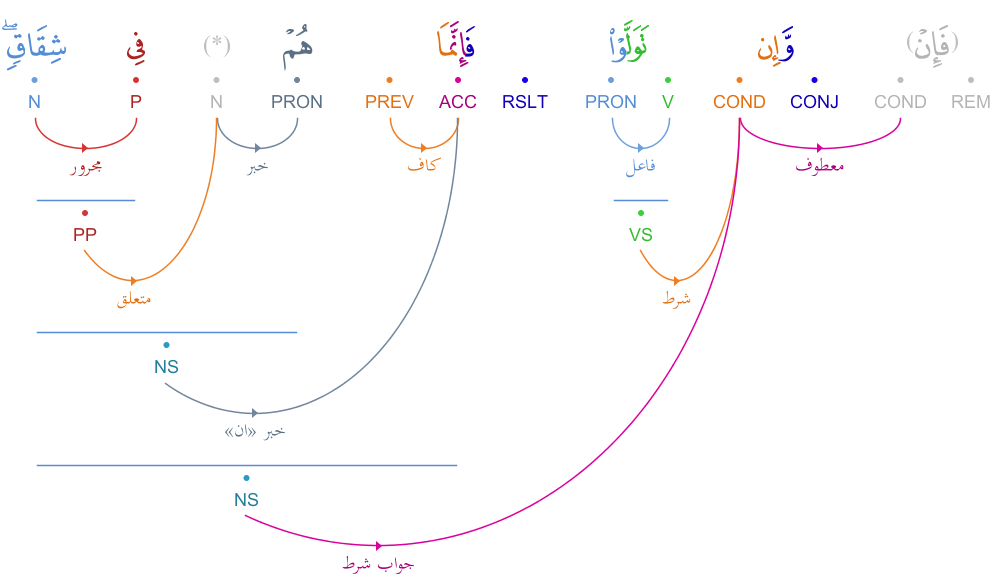 (فَإِنْ) وَّإِن تَوَلَّوْا۟ فَإِنَّمَا هُمْ (*) فِى شِقَاقٍۢ ۖ
REM COND CONJ COND V PRON RSLT ACC PREV PRON N P N
معطوف فاعل كاف خبر مجرور
VS PP
شرط متعلق
NS
خبر «ان»
NS
جواب شرط